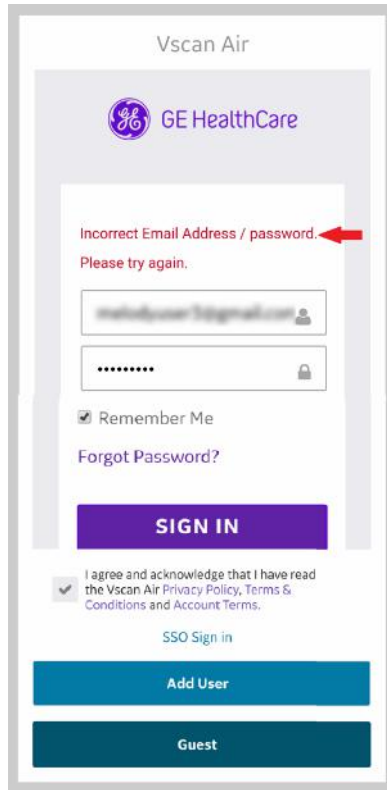 Vscan Air
GE HealthCare
Incorrect Email Address / password.
Please try again.
•••••••••
Remember Me
Forgot Password?
SIGN IN
I agree and acknowledge that I have read
the Vscan Air Privacy Policy, Terms &
Conditions and Account Terms.
SSO Sign in
Add User
Guest